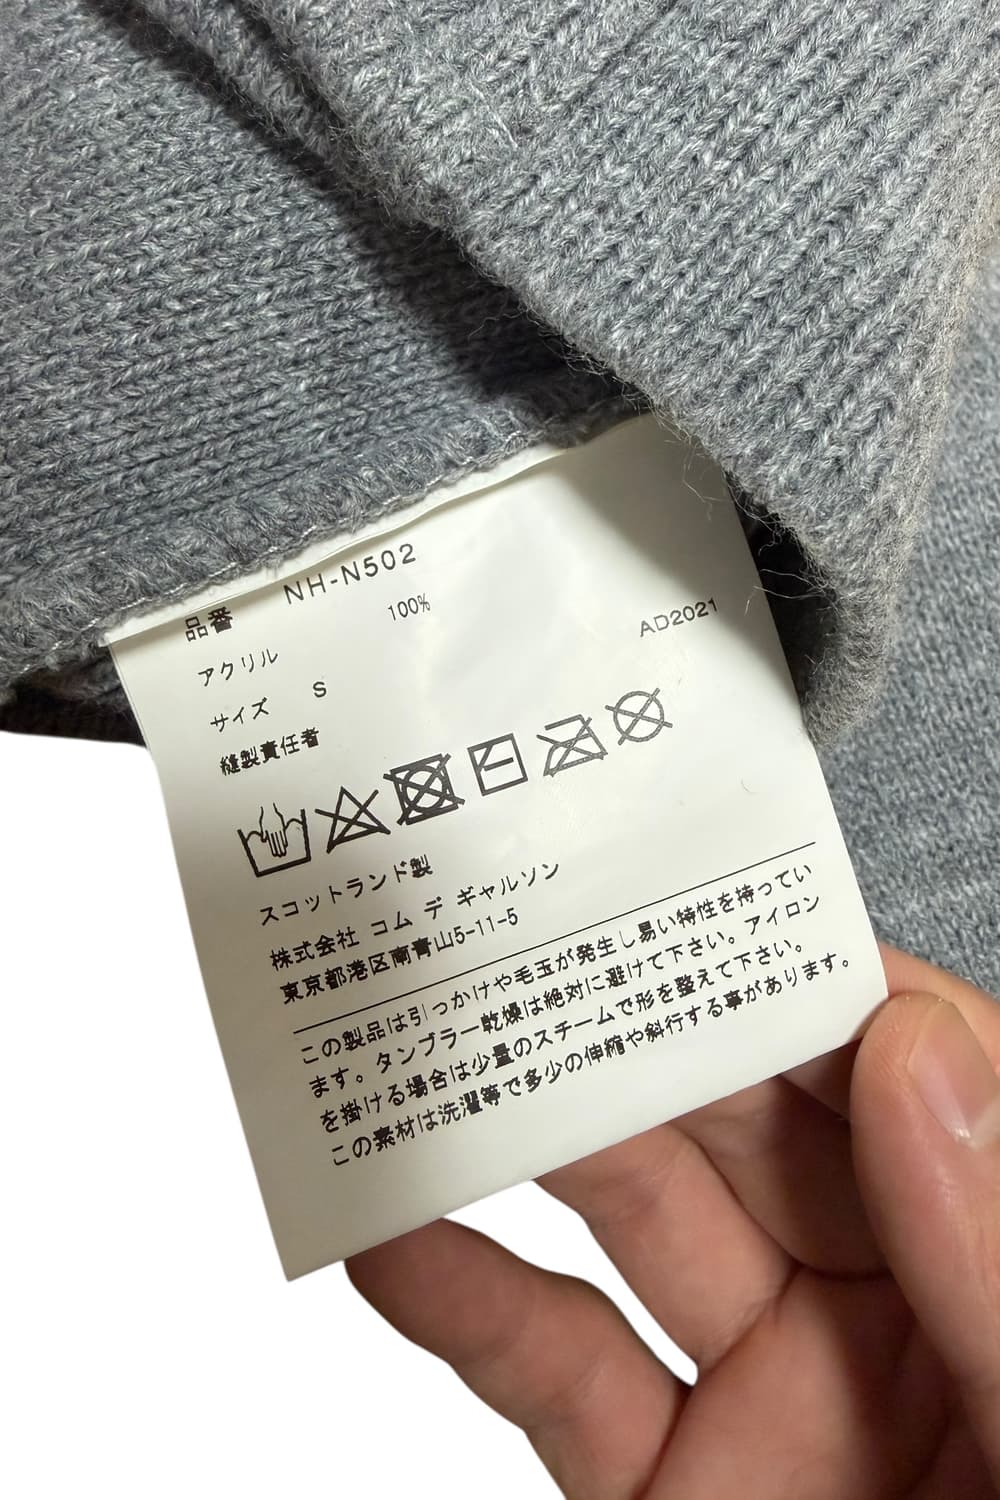 品番 NH-N502
アクリル 100%
サイズ S AD2021
縫製責任者
スコットランド製
株式会社 コム デ ギャルソン
東京都港区南青山5-11-5
この製品は引っかけや毛玉が発生し易い特性を持ってい
ます。タンブラー乾燥は絶対に避けて下さい。アイロン
を掛ける場合は少量のスチームで形を整えて下さい。
この素材は洗濯等で多少の伸縮や斜行する事があります。